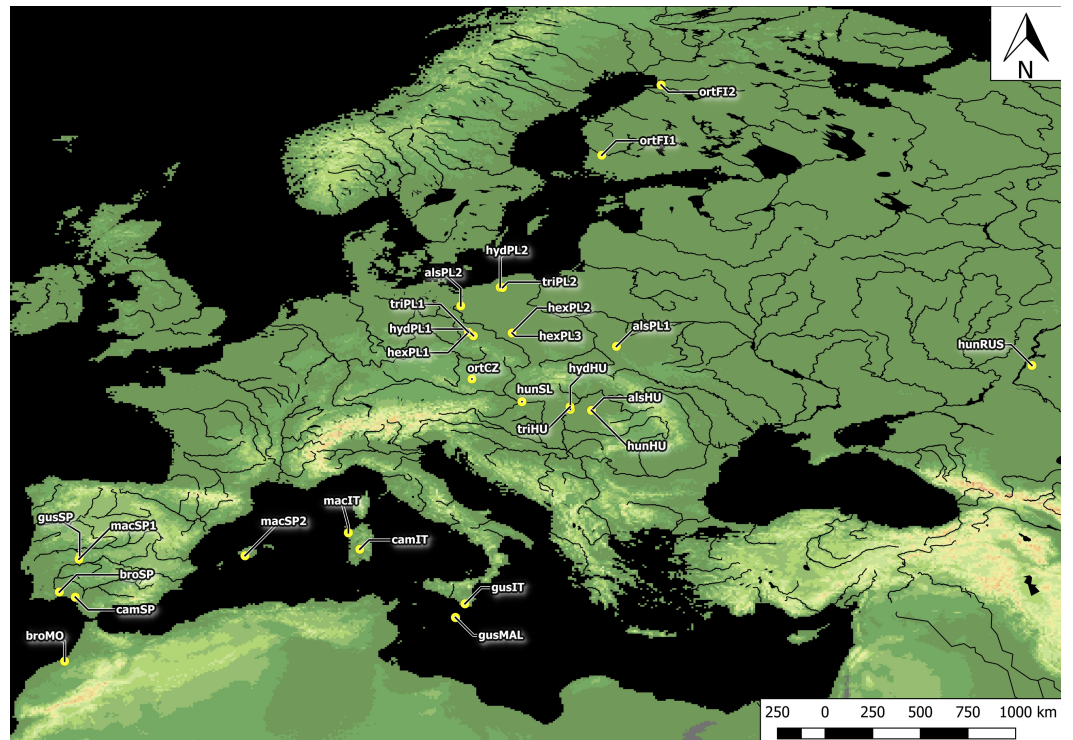 N
ortFI2
ortFI1
hydPL2
alsPL2
triPL2
triPL1
hexPL2
hydPL1
hexPL3
alsPL1
hexPL1
hunRUS
ortCZ
hydHU
hunSL
alsHU
triHU
hunHU
macIT
gusSP
macSP1
macSP2
camIT
broSP
gusIT
camSP
broMO
gusMAL
250 0 250 500 750 1000 km